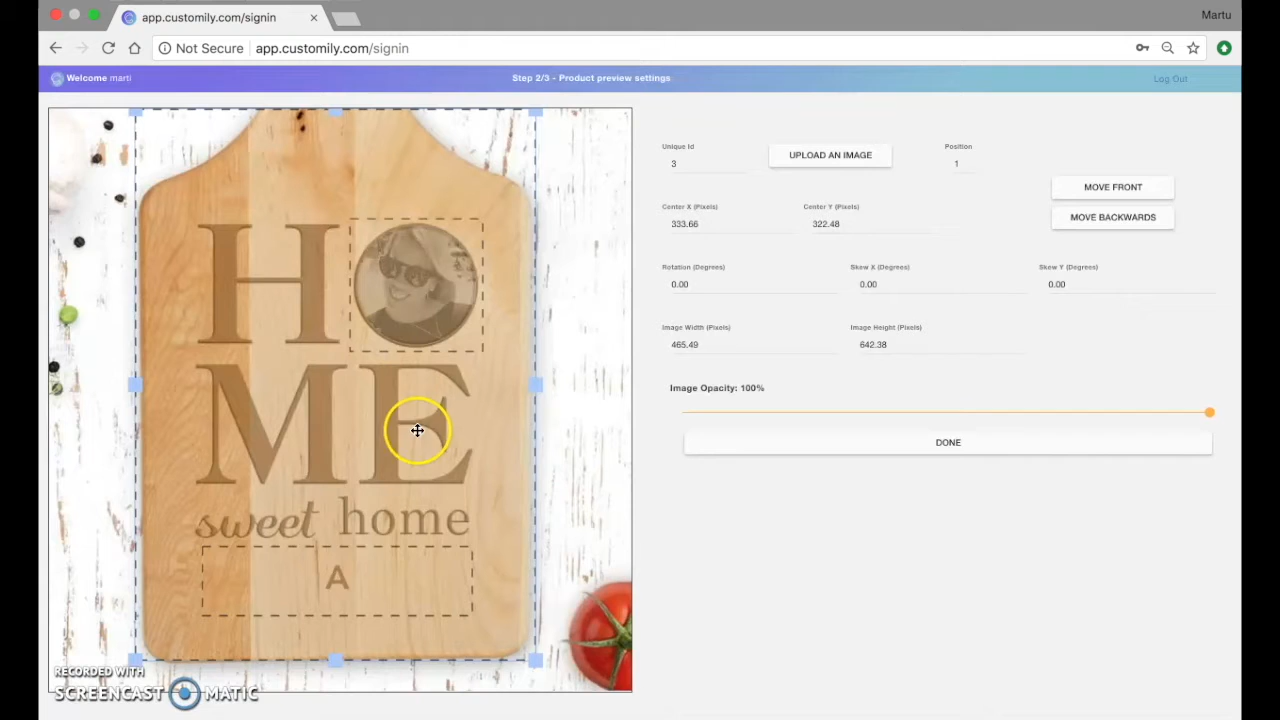 app.customily.com/signin
Martu
Not Secure app.customily.com/signin
Welcome marti
Step 2/3 - Product preview settings
Log Out
Unique Id
3
UPLOAD AN IMAGE
Position
1
MOVE FRONT
MOVE BACKWARDS
Center X (Pixels)
333.66
Center Y (Pixels)
322.48
Rotation (Degrees)
0.00
Skew X (Degrees)
0.00
Skew Y (Degrees)
0.00
Image Width (Pixels)
465.49
Image Height (Pixels)
642.38
Image Opacity: 100%
DONE
H
ME
sweet home
A
RECORDED WITH
SCREENCAST MATIC